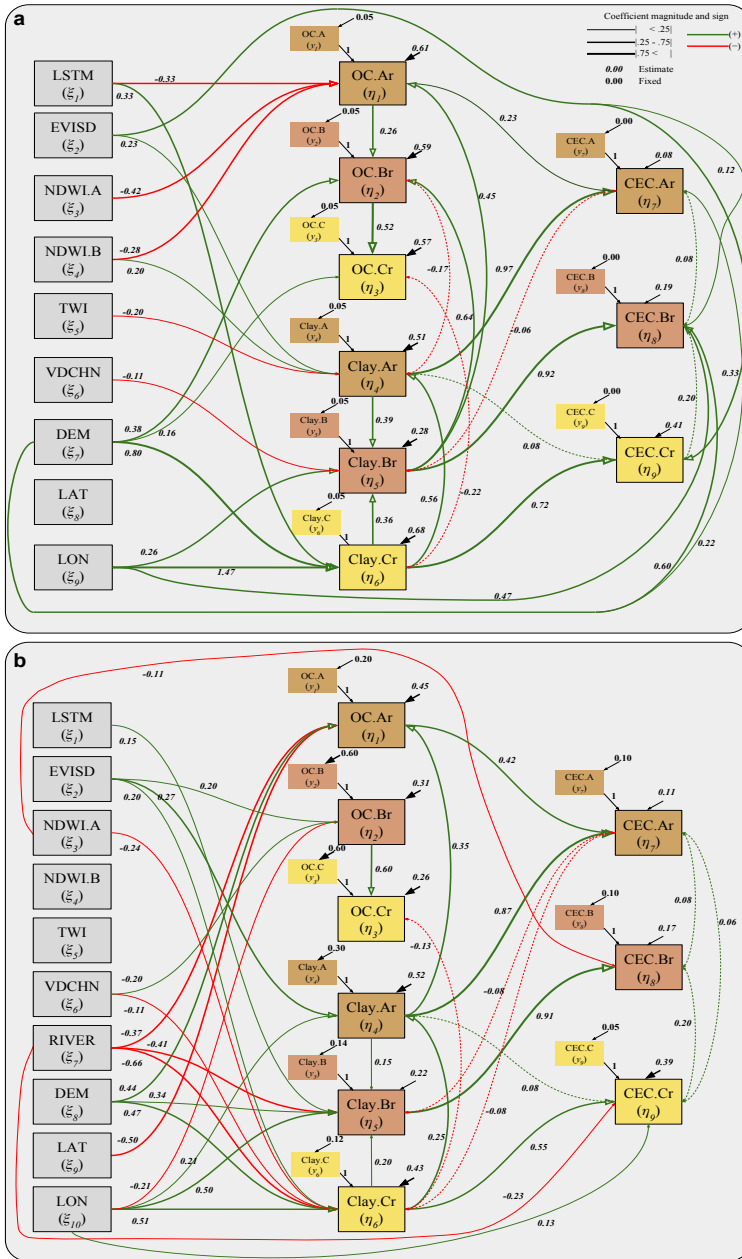 a
Coefficient magnitude and sign
| < .25|
|.25 - .75|
|.75 < |
(+)
(−)
0.00 Estimate
0.00 Fixed
LSTM
(ξ1)
EVISD
(ξ2)
NDWI.A
(ξ3)
NDWI.B
(ξ4)
TWI
(ξ5)
VDCHN
(ξ6)
DEM
(ξ7)
LAT
(ξ8)
LON
(ξ9)
-0.33
0.33
0.23
-0.42
-0.28
0.20
-0.20
-0.11
0.38
0.16
0.80
0.26
1.47
OC.A
(y1)
0.05
1
0.61
OC.Ar
(η1)
0.26
OC.B
(y2)
0.05
1
0.59
OC.Br
(η2)
0.52
OC.C
(y3)
0.05
1
0.57
OC.Cr
(η3)
Clay.A
(y4)
0.05
1
0.51
Clay.Ar
(η4)
0.39
Clay.B
(y5)
0.05
1
0.28
Clay.Br
(η5)
0.36
Clay.C
(y6)
0.05
1
0.68
Clay.Cr
(η6)
0.23
0.45
-0.17
0.97
0.64
-0.06
0.92
0.08
0.56
-0.22
0.72
0.47
0.60
0.22
CEC.A
(y7)
0.00
1
0.08
CEC.Ar
(η7)
0.12
0.08
CEC.B
(y8)
0.00
1
0.19
CEC.Br
(η8)
0.33
0.20
CEC.C
(y9)
0.00
1
0.41
CEC.Cr
(η9)
b
LSTM
(ξ1)
EVISD
(ξ2)
NDWI.A
(ξ3)
NDWI.B
(ξ4)
TWI
(ξ5)
VDCHN
(ξ6)
RIVER
(ξ7)
DEM
(ξ8)
LAT
(ξ9)
LON
(ξ10)
-0.11
0.15
0.20
0.27
0.20
-0.24
-0.20
-0.11
-0.37
-0.41
-0.66
0.44
0.34
0.47
-0.50
-0.21
0.21
0.50
0.51
OC.A
(y1)
0.20
1
0.45
OC.Ar
(η1)
OC.B
(y2)
0.60
1
0.31
OC.Br
(η2)
0.60
OC.C
(y3)
0.60
1
0.26
OC.Cr
(η3)
Clay.A
(y4)
0.30
1
0.52
Clay.Ar
(η4)
0.15
Clay.B
(y5)
0.14
1
0.22
Clay.Br
(η5)
0.20
Clay.C
(y6)
0.12
1
0.43
Clay.Cr
(η6)
0.42
0.35
0.87
-0.13
-0.08
0.91
0.08
-0.08
0.25
0.55
-0.23
0.13
CEC.A
(y7)
0.10
1
0.11
CEC.Ar
(η7)
0.08
0.06
CEC.B
(y8)
0.10
1
0.17
CEC.Br
(η8)
0.20
CEC.C
(y9)
0.05
1
0.39
CEC.Cr
(η9)